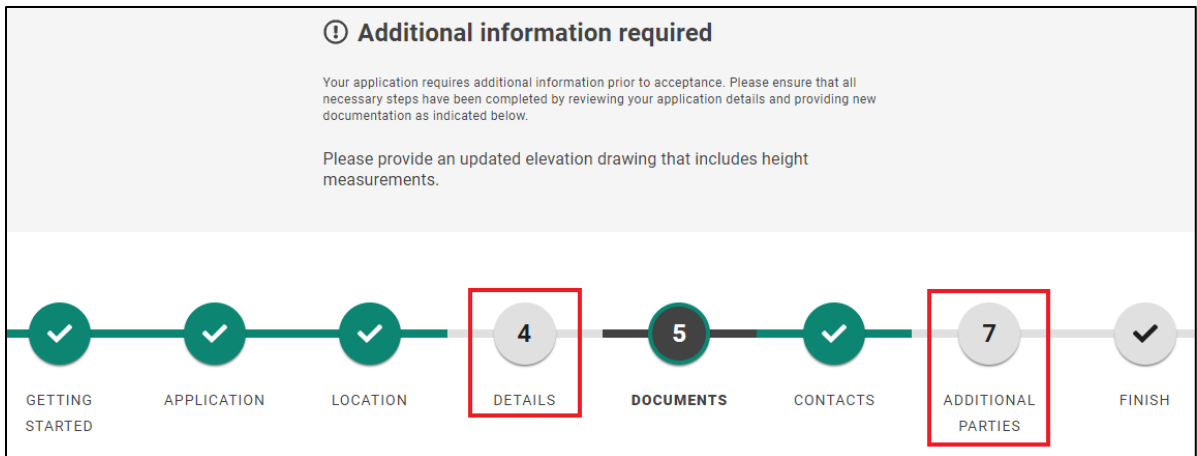 Additional information required
Your application requires additional information prior to acceptance. Please ensure that all
necessary steps have been completed by reviewing your application details and providing new
documentation as indicated below.
Please provide an updated elevation drawing that includes height
measurements.
4
5
7
GETTING
STARTED
APPLICATION
LOCATION
DETAILS
DOCUMENTS
CONTACTS
ADDITIONAL
PARTIES
FINISH